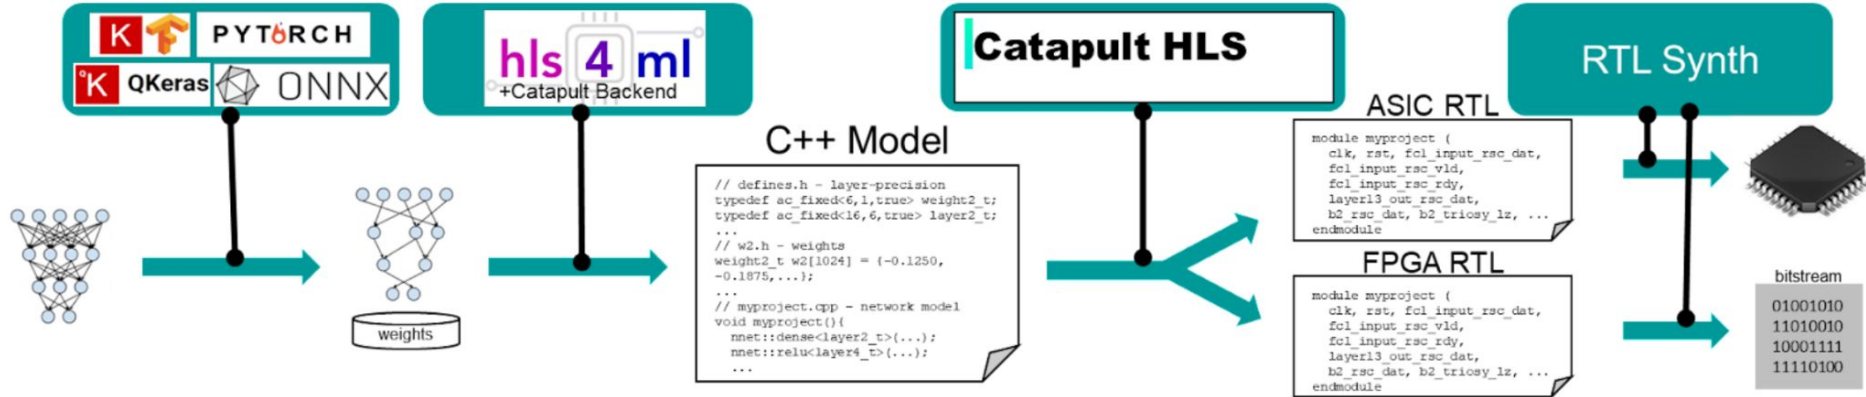 K PYTORCH
K QKeras ONNX
hls 4 ml
+Catapult Backend
Catapult HLS
RTL Synth
weights
C++ Model
// defines.h - layer-precision
typedef ac_fixed<6,1,true> weight2_t;
typedef ac_fixed<16,6,true> layer2_t;
...
// w2.h - weights
weight2_t w2[1024] = {-0.1250,
-0.1875,...};
...
// myproject.cpp - network model
void myproject(){
nnet::dense<layer2_t>(...);
nnet::relu<layer4_t>(...);
...
ASIC RTL
module myproject (
clk, rst, fc1_input_rsc_dat,
fc1_input_rsc_vld,
fc1_input_rsc_rdy,
layer13_out_rsc_dat,
b2_rsc_dat, b2_triosy_lz, ...
endmodule
FPGA RTL
module myproject (
clk, rst, fc1_input_rsc_dat,
fc1_input_rsc_vld,
fc1_input_rsc_rdy,
layer13_out_rsc_dat,
b2_rsc_dat, b2_triosy_lz, ...
endmodule
bitstream
01001010
11010010
10001111
11110100